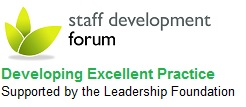 staff development
forum
Developing Excellent Practice
Supported by the Leadership Foundation